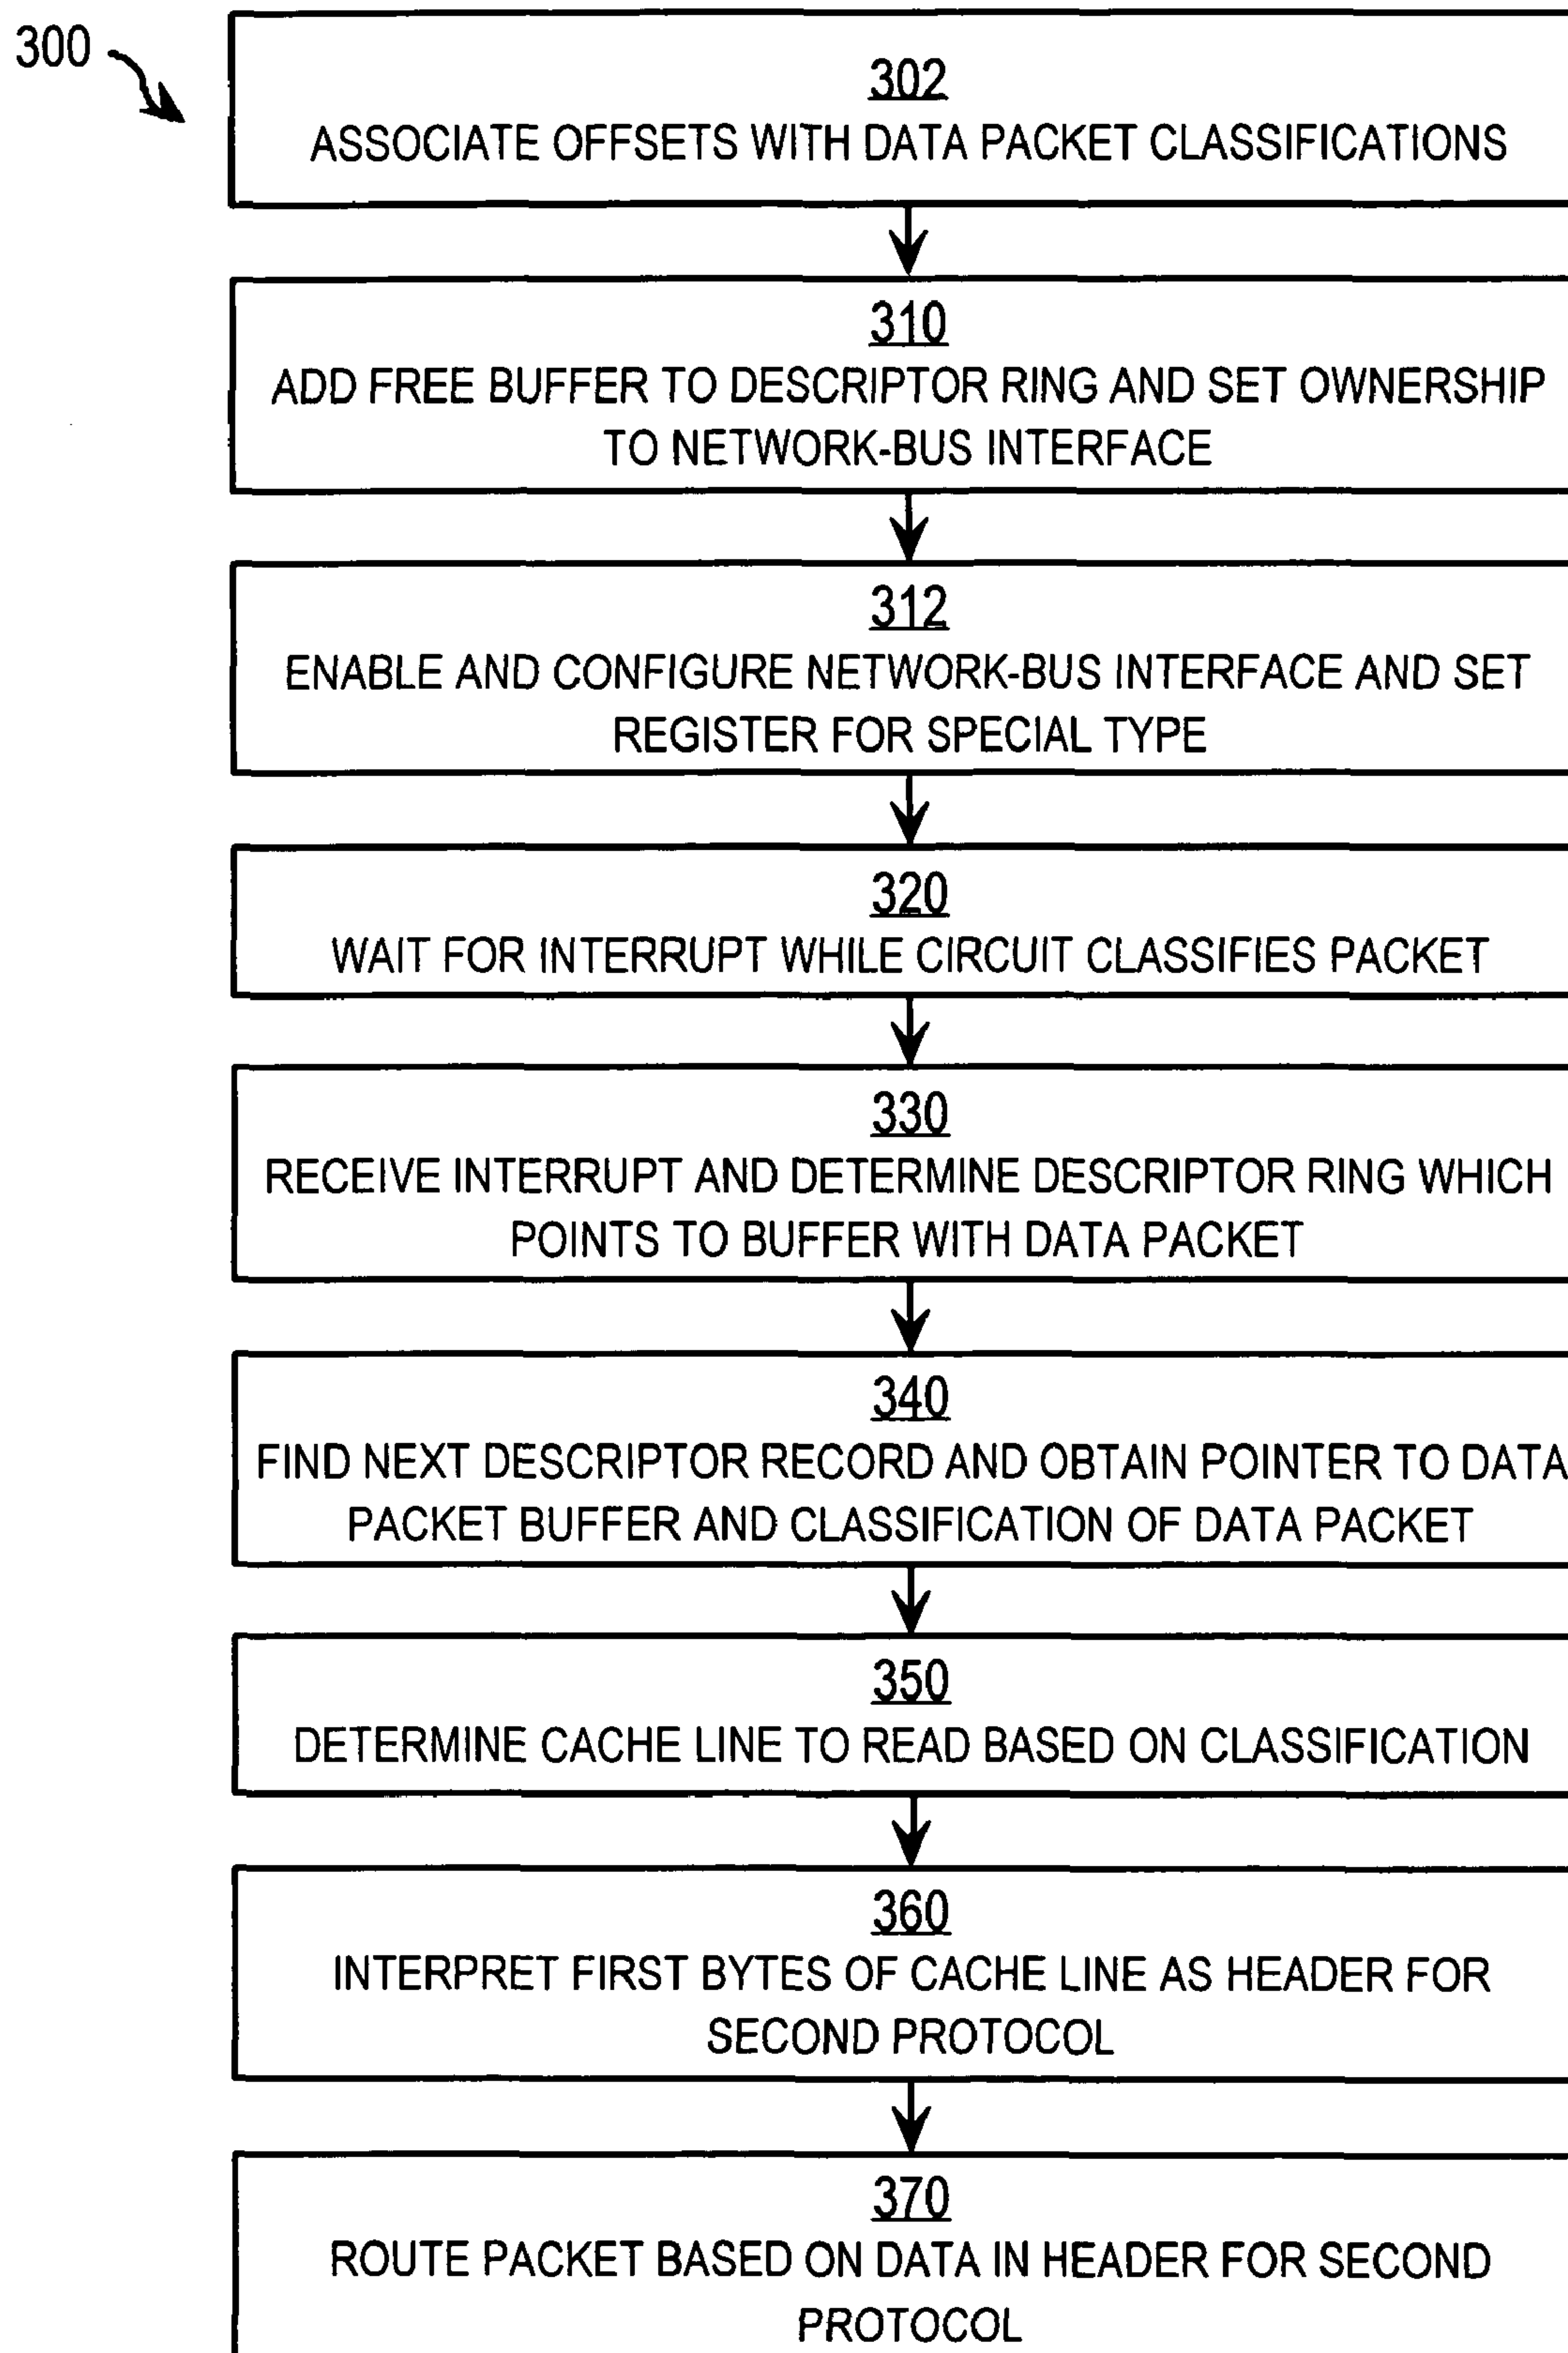 300
302
ASSOCIATE OFFSETS WITH DATA PACKET CLASSIFICATIONS
310
ADD FREE BUFFER TO DESCRIPTOR RING AND SET OWNERSHIP
TO NETWORK-BUS INTERFACE
312
ENABLE AND CONFIGURE NETWORK-BUS INTERFACE AND SET
REGISTER FOR SPECIAL TYPE
320
WAIT FOR INTERRUPT WHILE CIRCUIT CLASSIFIES PACKET
330
RECEIVE INTERRUPT AND DETERMINE DESCRIPTOR RING WHICH
POINTS TO BUFFER WITH DATA PACKET
340
FIND NEXT DESCRIPTOR RECORD AND OBTAIN POINTER TO DATA
PACKET BUFFER AND CLASSIFICATION OF DATA PACKET
350
DETERMINE CACHE LINE TO READ BASED ON CLASSIFICATION
360
INTERPRET FIRST BYTES OF CACHE LINE AS HEADER FOR
SECOND PROTOCOL
370
ROUTE PACKET BASED ON DATA IN HEADER FOR SECOND
PROTOCOL